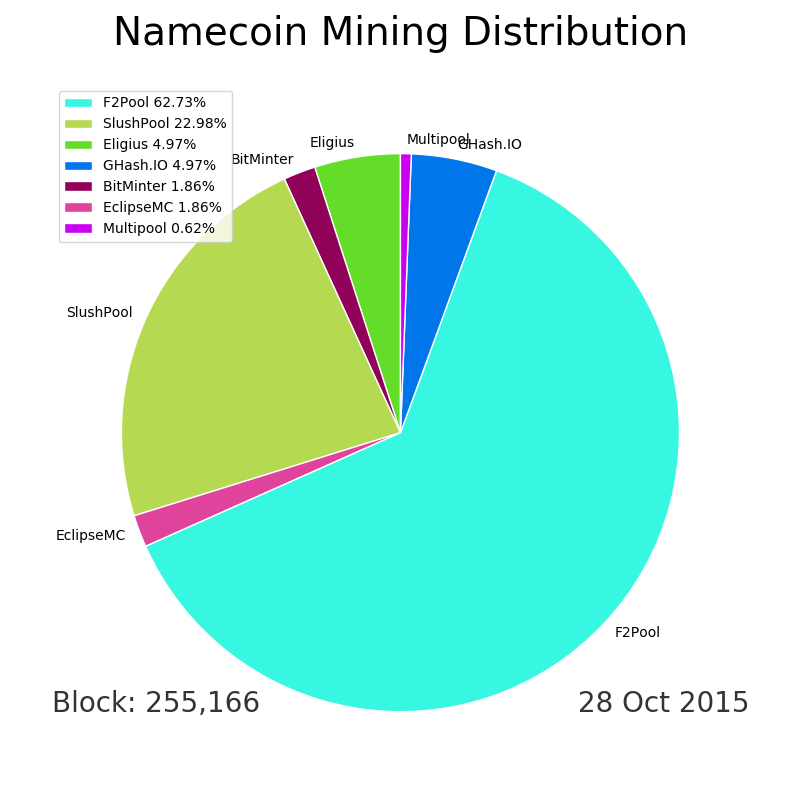 Namecoin Mining Distribution
F2Pool 62.73%
SlushPool 22.98%
Eligius 4.97%
GHash.IO 4.97%
BitMinter 1.86%
EclipseMC 1.86%
Multipool 0.62%
Multipool
GHash.IO
Eligius
BitMinter
SlushPool
EclipseMC
F2Pool
Block: 255,166
28 Oct 2015